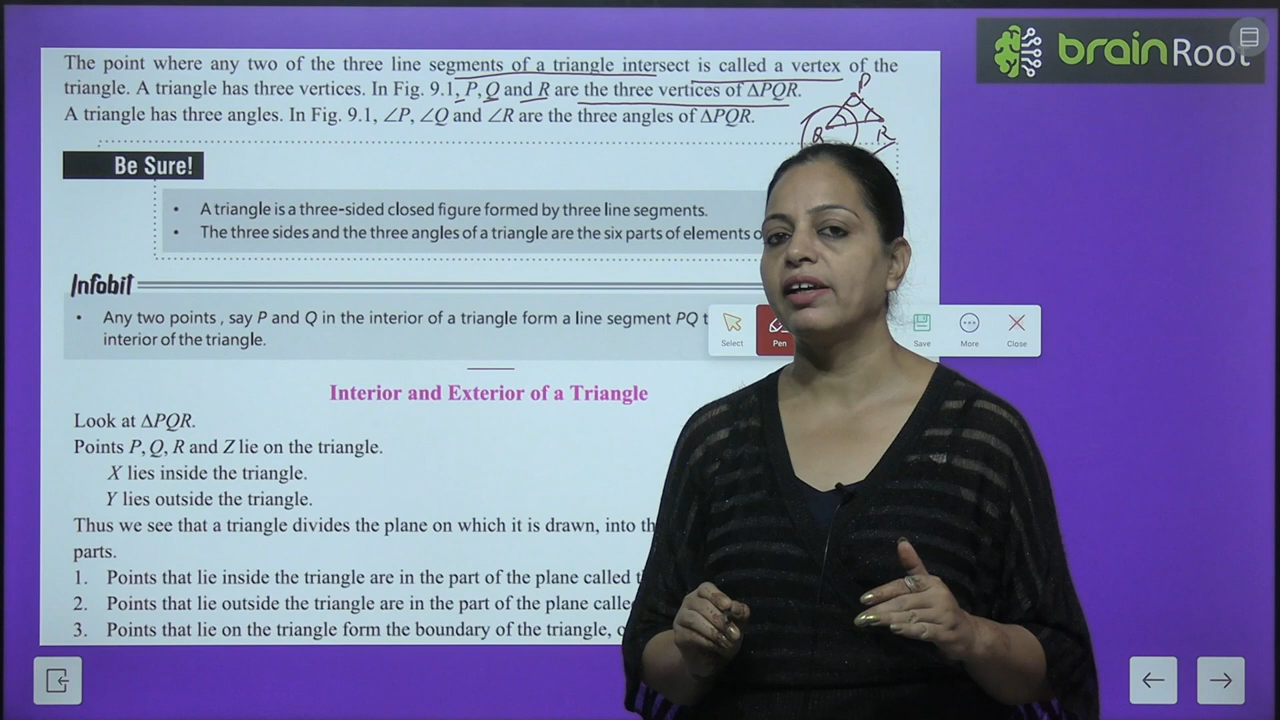 brainRoot
The point where any two of the three line segments of a triangle intersect is called a vertex of the
triangle. A triangle has three vertices. In Fig. 9.1, P, Q and R are the three vertices of ΔPQR.
A triangle has three angles. In Fig. 9.1, ∠P, ∠Q and ∠R are the three angles of ΔPQR.
P
Q R
Be Sure!
• A triangle is a three-sided closed figure formed by three line segments.
• The three sides and the three angles of a triangle are the six parts of elements
Infobit
• Any two points , say P and Q in the interior of a triangle form a line segment PQ
interior of the triangle.
Select Pen Save More Close
Interior and Exterior of a Triangle
Look at ΔPQR.
Points P, Q, R and Z lie on the triangle.
X lies inside the triangle.
Y lies outside the triangle.
Thus we see that a triangle divides the plane on which it is drawn, into
parts.
1. Points that lie inside the triangle are in the part of the plane called
2. Points that lie outside the triangle are in the part of the plane
3. Points that lie on the triangle form the boundary of the triangle,